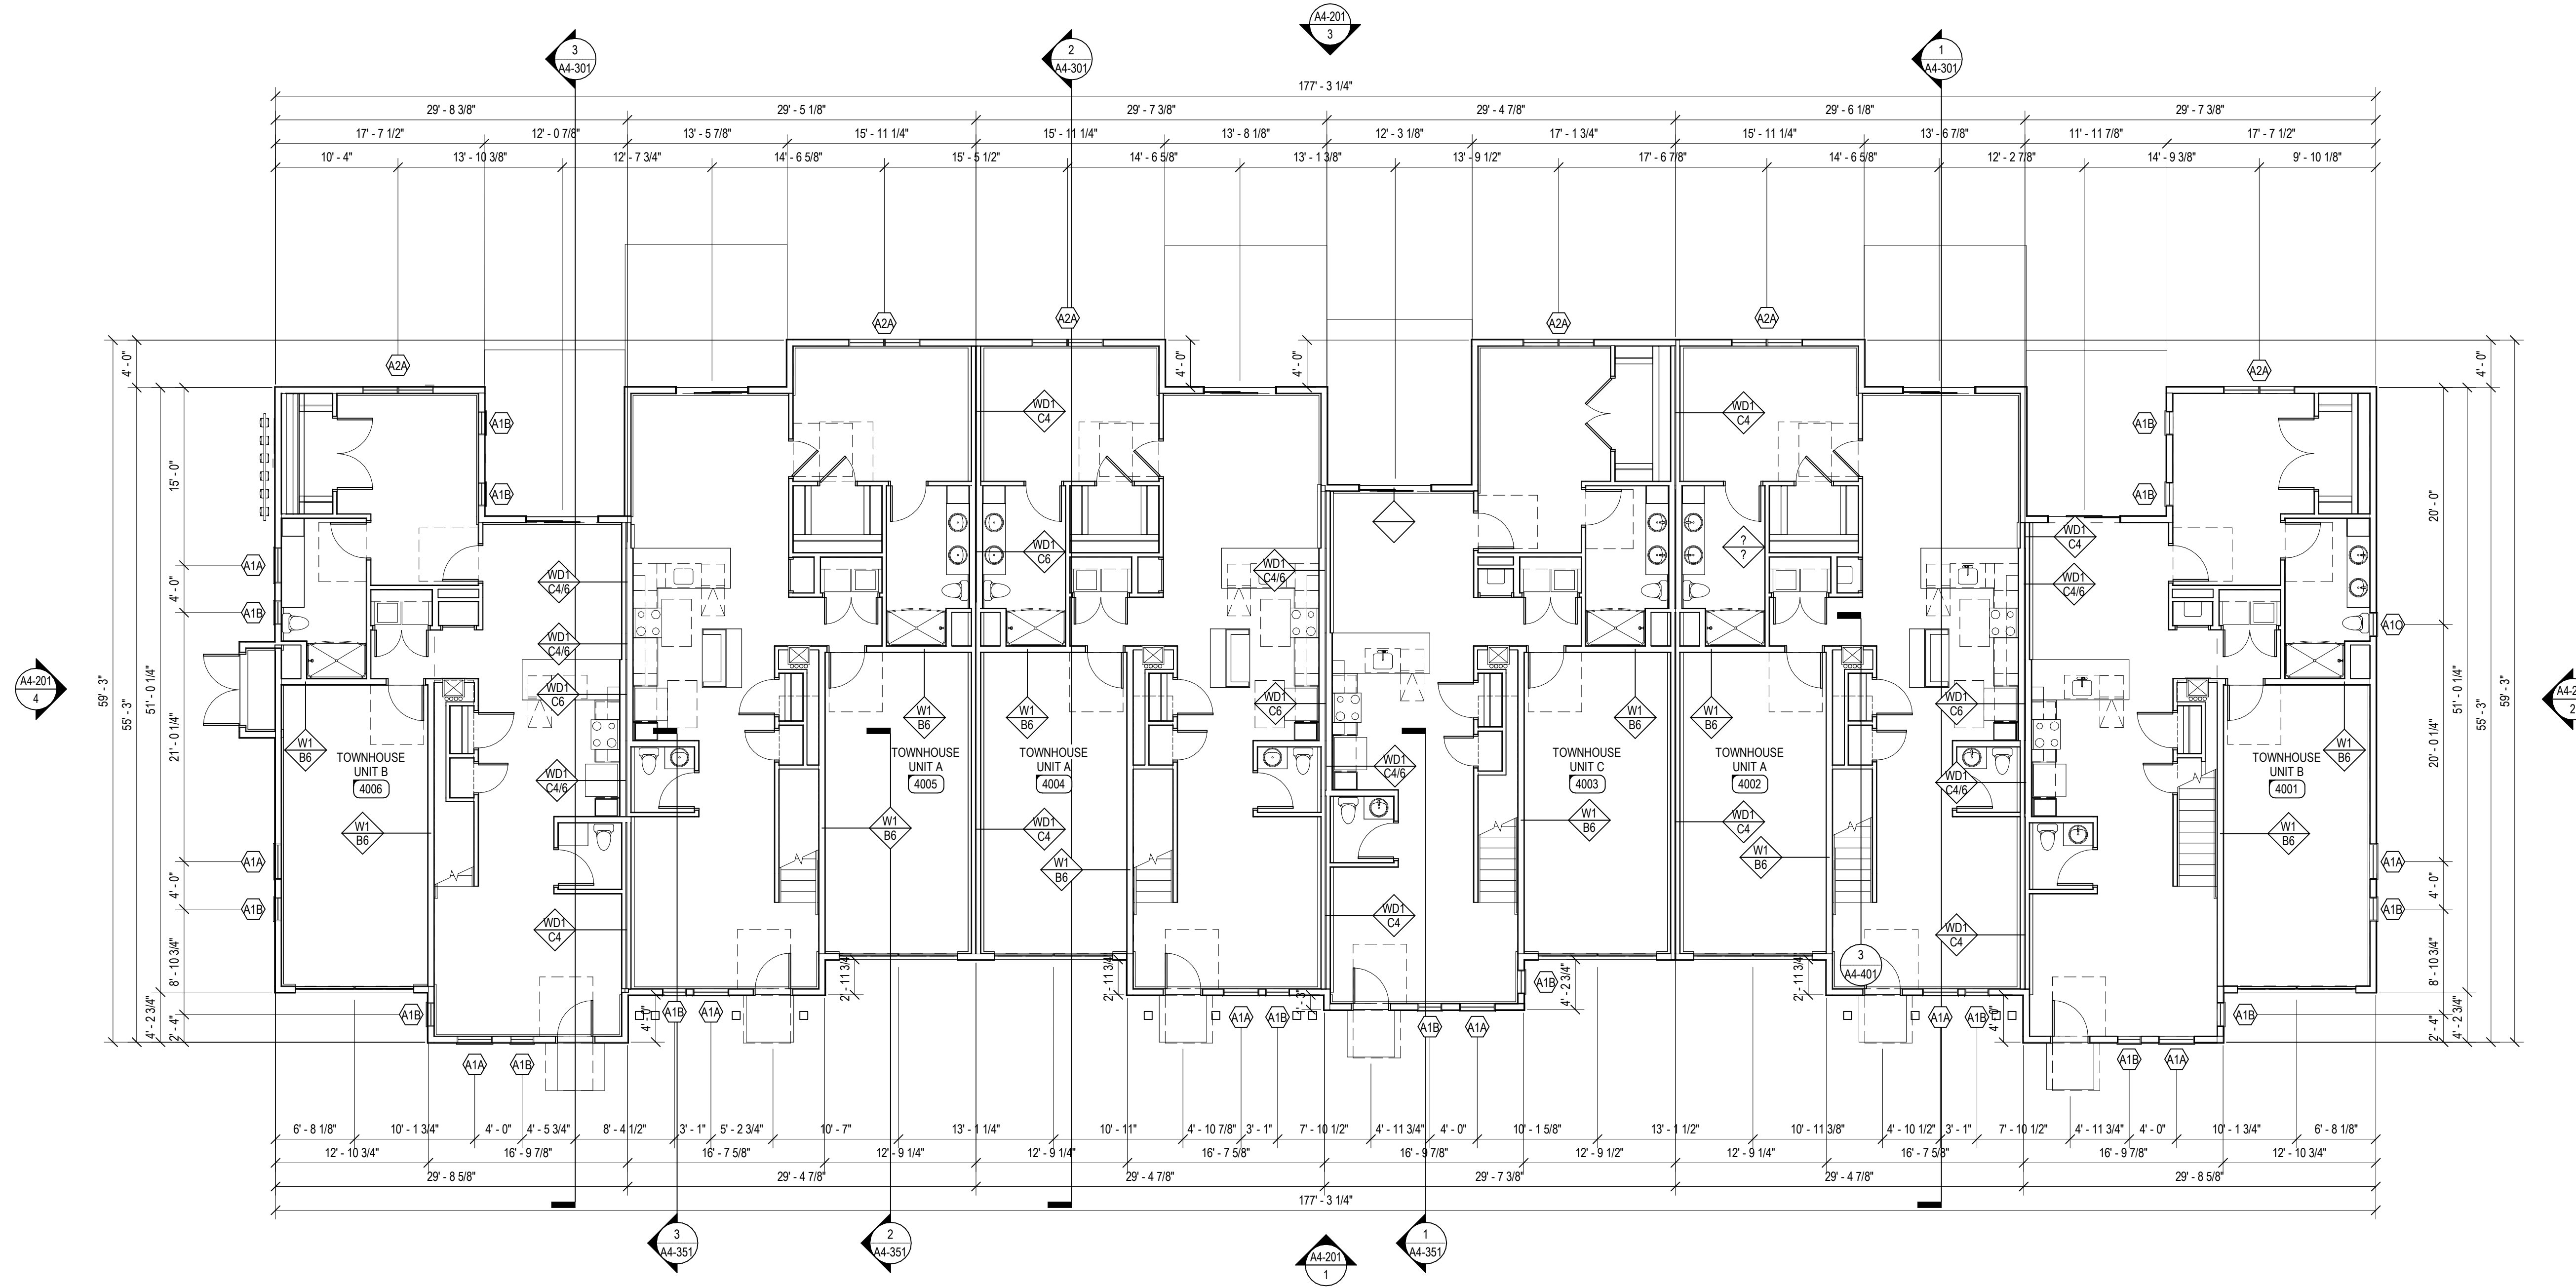 A4-201
3
3
A4-301
2
A4-301
1
A4-301
177' - 3 1/4"
29' - 8 3/8"
29' - 5 1/8"
29' - 7 3/8"
29' - 4 7/8"
29' - 6 1/8"
29' - 7 3/8"
17' - 7 1/2"
12' - 0 7/8"
13' - 5 7/8"
15' - 11 1/4"
15' - 11 1/4"
13' - 8 1/8"
12' - 3 1/8"
17' - 1 3/4"
15' - 11 1/4"
13' - 6 7/8"
11' - 11 7/8"
17' - 7 1/2"
10' - 4"
13' - 10 3/8"
12' - 7 3/4"
14' - 6 5/8"
15' - 5 1/2"
14' - 6 5/8"
13' - 1 3/8"
13' - 9 1/2"
17' - 6 7/8"
14' - 6 5/8"
12' - 2 7/8"
14' - 9 3/8"
9' - 10 1/8"
A2A
A2A
A2A
A2A
A2A
A2A
4' - 0"
4' - 0"
4' - 0"
4' - 0"
59' - 3"
55' - 3"
51' - 0 1/4"
15' - 0"
4' - 0"
21' - 0 1/4"
4' - 0"
8' - 10 3/4"
4' - 2 3/4"
2' - 4"
A4-201
4
A1B
A1B
A1A
A1B
A1A
A1B
A1B
WD1
C4/6
WD1
C4/6
WD1
C6
WD1
C4/6
WD1
C4
W1
B6
TOWNHOUSE
UNIT B
4006
W1
B6
WD1
C4
WD1
C6
W1
B6
TOWNHOUSE
UNIT A
4005
W1
B6
W1
B6
TOWNHOUSE
UNIT A
4004
WD1
C4
W1
B6
WD1
C4/6
WD1
C6
WD1
C4/6
WD1
C4
W1
B6
TOWNHOUSE
UNIT C
4003
W1
B6
WD1
C4
?
?
W1
B6
TOWNHOUSE
UNIT A
4002
WD1
C4
W1
B6
WD1
C6
WD1
C4/6
WD1
C4
3
A4-401
WD1
C4
WD1
C4/6
A1B
A1B
W1
B6
TOWNHOUSE
UNIT B
4001
W1
B6
A1C
A1A
A1B
A1B
20' - 0"
20' - 0 1/4"
4' - 0"
8' - 10 3/4"
2' - 4"
51' - 0 1/4"
4' - 2 3/4"
55' - 3"
59' - 3"
2
4' - 0"
2' - 11 3/4"
2' - 11 3/4"
4' - 2 3/4"
2' - 11 3/4"
A1B
A1A
A1B
A1A
A1B
A1A
A1B
A1B
A1A
A1A
A1B
A1B
A1A
6' - 8 1/8"
10' - 1 3/4"
4' - 0"
4' - 5 3/4"
8' - 4 1/2"
3' - 1"
5' - 2 3/4"
10' - 7"
13' - 1 1/4"
10' - 11"
4' - 10 7/8"
3' - 1"
7' - 10 1/2"
4' - 11 3/4"
4' - 0"
10' - 1 5/8"
13' - 1 1/2"
10' - 11 3/8"
4' - 10 1/2"
3' - 1"
7' - 10 1/2"
4' - 11 3/4"
4' - 0"
10' - 1 3/4"
6' - 8 1/8"
12' - 10 3/4"
16' - 9 7/8"
16' - 7 5/8"
12' - 9 1/4"
12' - 9 1/4"
16' - 7 5/8"
16' - 9 7/8"
12' - 9 1/2"
12' - 9 1/4"
16' - 7 5/8"
16' - 9 7/8"
12' - 10 3/4"
29' - 8 5/8"
29' - 4 7/8"
29' - 4 7/8"
29' - 7 3/8"
29' - 4 7/8"
29' - 8 5/8"
177' - 3 1/4"
3
A4-351
2
A4-351
1
A4-351
A4-201
1